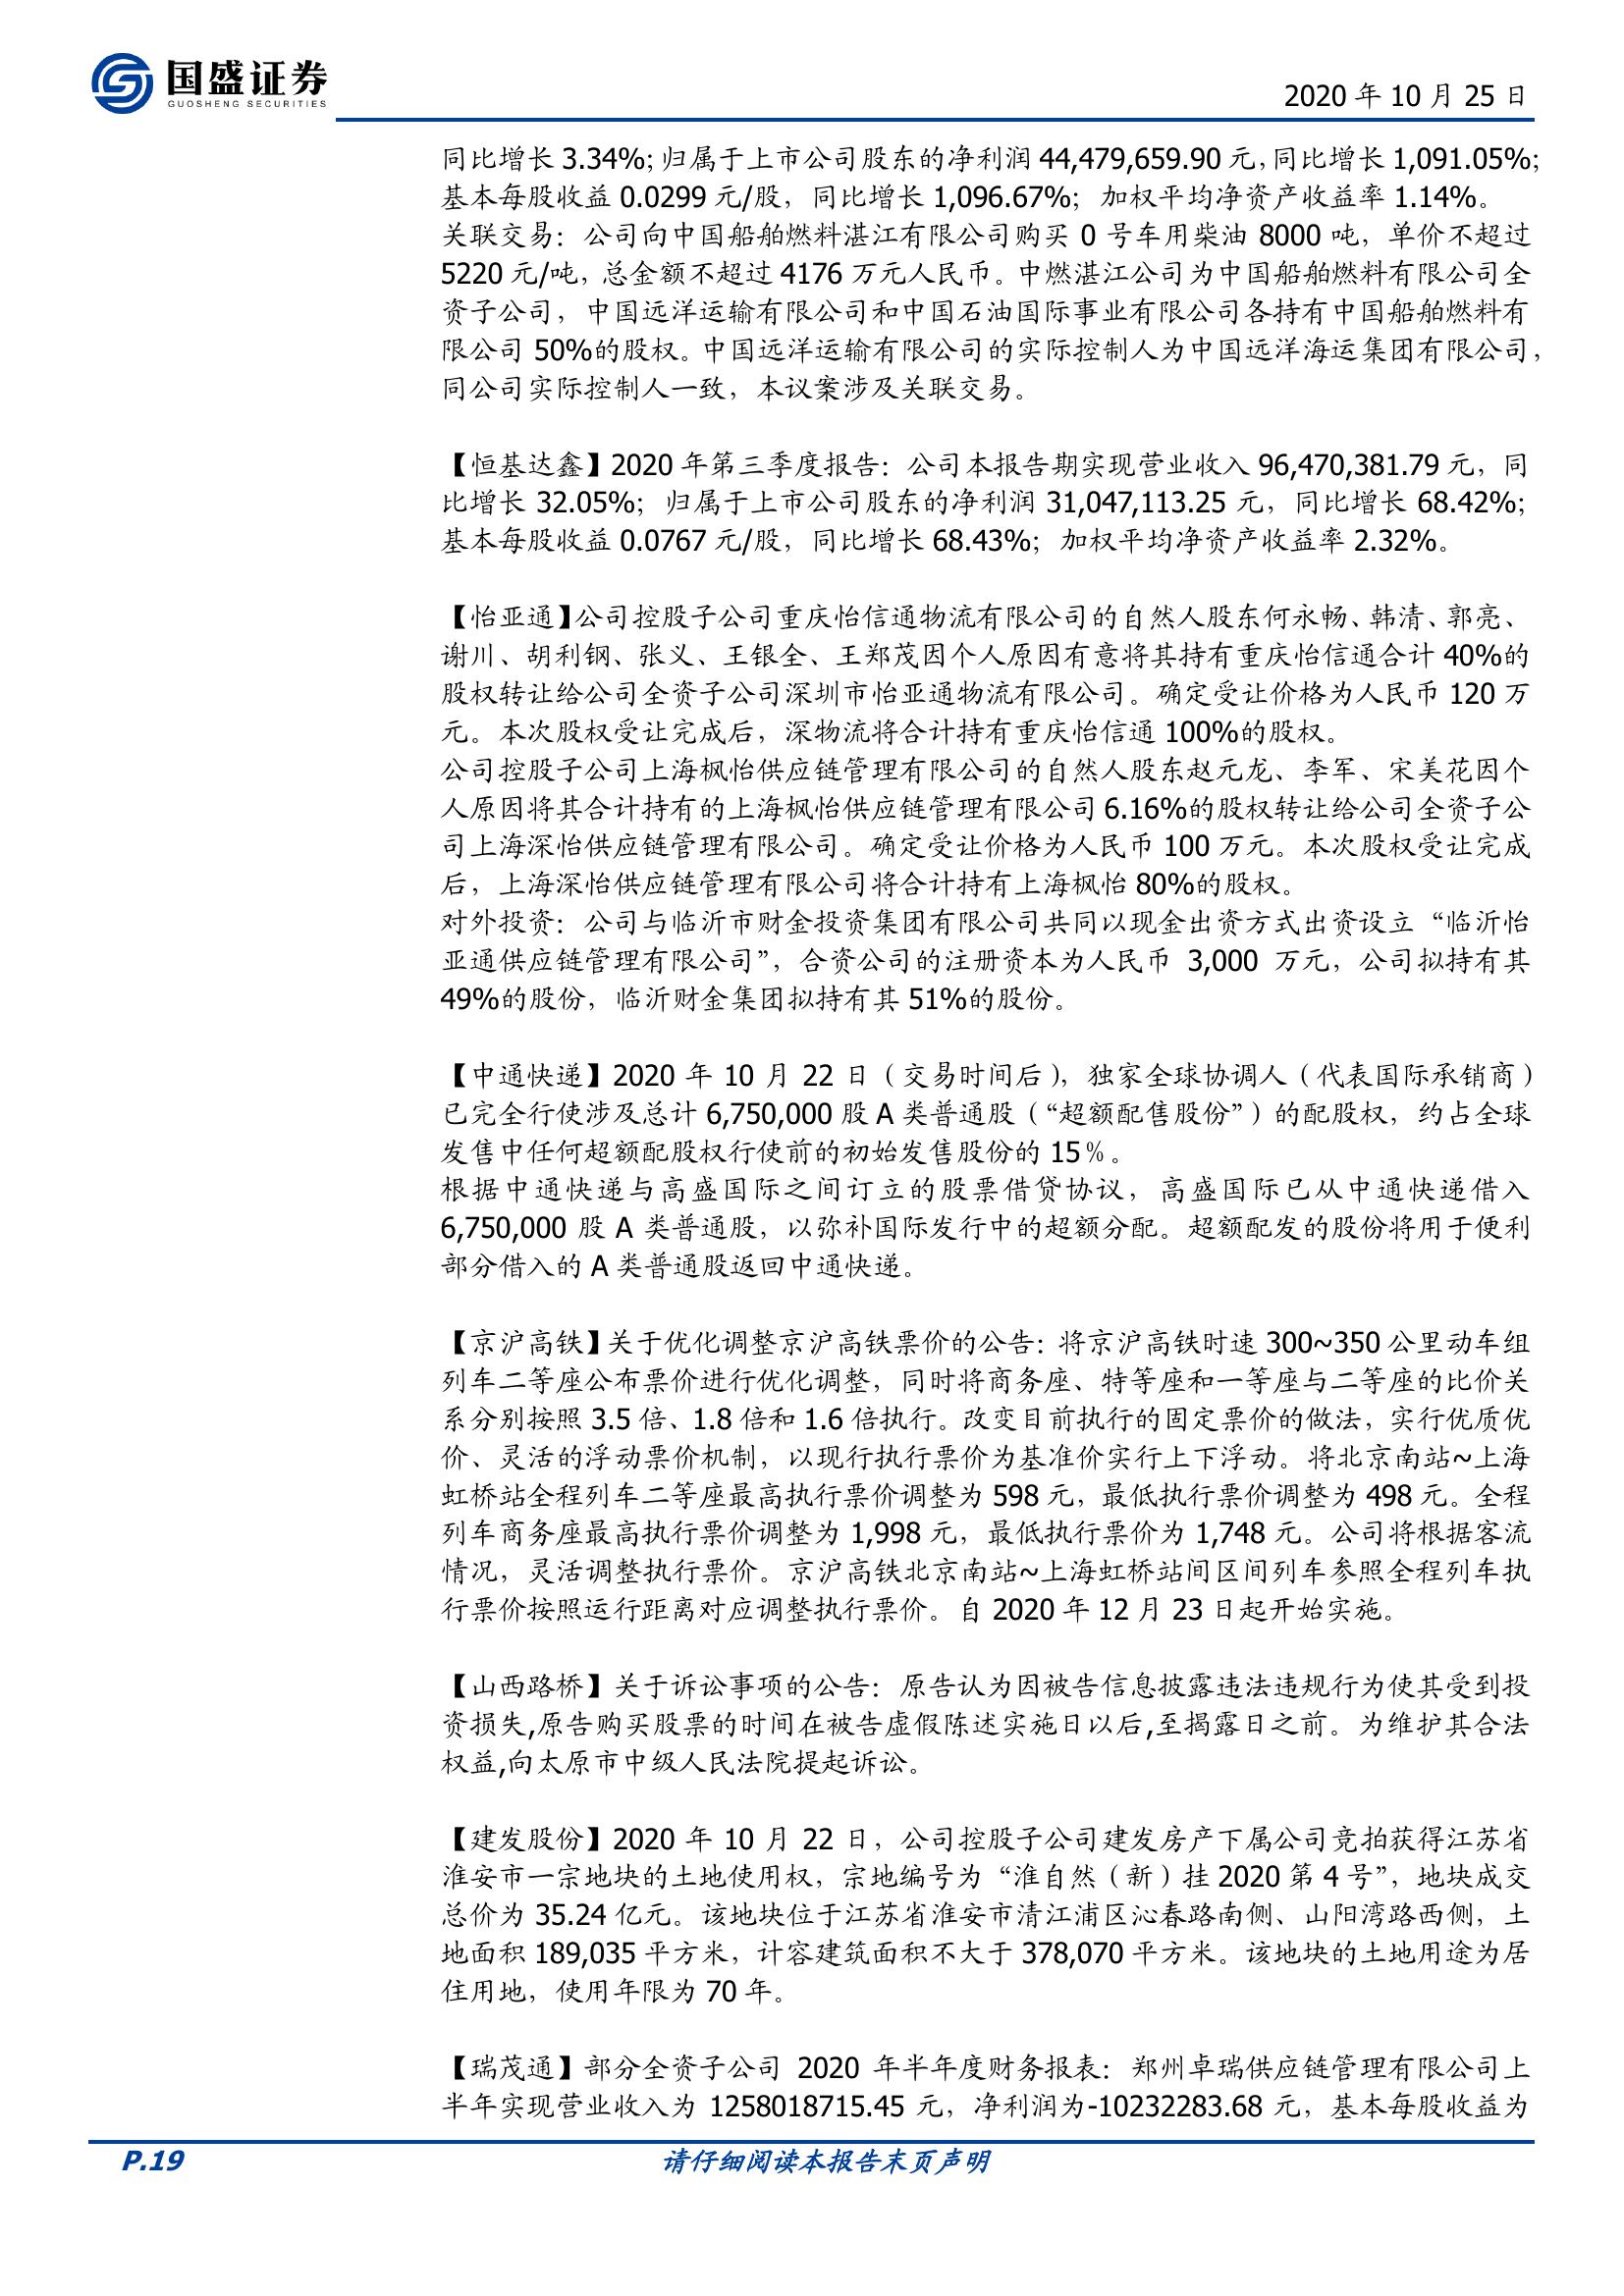 国盛证券
GUOSHENG SECURITIES
2020 年 10 月 25 日
同比增长 3.34%；归属于上市公司股东的净利润 44,479,659.90 元，同比增长 1,091.05%；
基本每股收益 0.0299 元/股，同比增长 1,096.67%；加权平均净资产收益率 1.14%。
关联交易：公司向中国船舶燃料湛江有限公司购买 0 号车用柴油 8000 吨，单价不超过
5220 元/吨，总金额不超过 4176 万元人民币。中燃湛江公司为中国船舶燃料有限公司全
资子公司，中国远洋运输有限公司和中国石油国际事业有限公司各持有中国船舶燃料有
限公司 50%的股权。中国远洋运输有限公司的实际控制人为中国远洋海运集团有限公司，
同公司实际控制人一致，本议案涉及关联交易。
【恒基达鑫】2020 年第三季度报告：公司本报告期实现营业收入 96,470,381.79 元，同
比增长 32.05%；归属于上市公司股东的净利润 31,047,113.25 元，同比增长 68.42%；
基本每股收益 0.0767 元/股，同比增长 68.43%；加权平均净资产收益率 2.32%。
【怡亚通】公司控股子公司重庆怡信通物流有限公司的自然人股东何永畅、韩清、郭亮、
谢川、胡利钢、张义、王银全、王郑茂因个人原因有意将其持有重庆怡信通合计 40%的
股权转让给公司全资子公司深圳市怡亚通物流有限公司。确定受让价格为人民币 120 万
元。本次股权受让完成后，深物流将合计持有重庆怡信通 100%的股权。
公司控股子公司上海枫怡供应链管理有限公司的自然人股东赵元龙、李军、宋美花因个
人原因将其合计持有的上海枫怡供应链管理有限公司 6.16%的股权转让给公司全资子公
司上海深怡供应链管理有限公司。确定受让价格为人民币 100 万元。本次股权受让完成
后，上海深怡供应链管理有限公司将合计持有上海枫怡 80%的股权。
对外投资：公司与临沂市财金投资集团有限公司共同以现金出资方式出资设立“临沂怡
亚通供应链管理有限公司”，合资公司的注册资本为人民币 3,000 万元，公司拟持有其
49%的股份，临沂财金集团拟持有其 51%的股份。
【中通快递】2020 年 10 月 22 日（交易时间后），独家全球协调人（代表国际承销商）
已完全行使涉及总计 6,750,000 股 A 类普通股（“超额配售股份”）的配股权，约占全球
发售中任何超额配股权行使前的初始发售股份的 15%。
根据中通快递与高盛国际之间订立的股票借贷协议，高盛国际已从中通快递借入
6,750,000 股 A 类普通股，以弥补国际发行中的超额分配。超额配发的股份将用于便利
部分借入的 A 类普通股返回中通快递。
【京沪高铁】关于优化调整京沪高铁票价的公告：将京沪高铁时速 300~350 公里动车组
列车二等座公布票价进行优化调整，同时将商务座、特等座和一等座与二等座的比价关
系分别按照 3.5 倍、1.8 倍和 1.6 倍执行。改变目前执行的固定票价的做法，实行优质优
价、灵活的浮动票价机制，以现行执行票价为基准价实行上下浮动。将北京南站~上海
虹桥站全程列车二等座最高执行票价调整为 598 元，最低执行票价调整为 498 元。全程
列车商务座最高执行票价调整为 1,998 元，最低执行票价为 1,748 元。公司将根据客流
情况，灵活调整执行票价。京沪高铁北京南站~上海虹桥站间区间列车参照全程列车执
行票价按照运行距离对应调整执行票价。自 2020 年 12 月 23 日起开始实施。
【山西路桥】关于诉讼事项的公告：原告认为因被告信息披露违法违规行为使其受到投
资损失,原告购买股票的时间在被告虚假陈述实施日以后,至揭露日之前。为维护其合法
权益,向太原市中级人民法院提起诉讼。
【建发股份】2020 年 10 月 22 日，公司控股子公司建发房产下属公司竞拍获得江苏省
淮安市一宗地块的土地使用权，宗地编号为“淮自然（新）挂 2020 第 4 号”，地块成交
总价为 35.24 亿元。该地块位于江苏省淮安市清江浦区沁春路南侧、山阳湾路西侧，土
地面积 189,035 平方米，计容建筑面积不大于 378,070 平方米。该地块的土地用途为居
住用地，使用年限为 70 年。
【瑞茂通】部分全资子公司 2020 年半年度财务报表：郑州卓瑞供应链管理有限公司上
半年实现营业收入为 1258018715.45 元，净利润为-10232283.68 元，基本每股收益为
P.19
请仔细阅读本报告末页声明